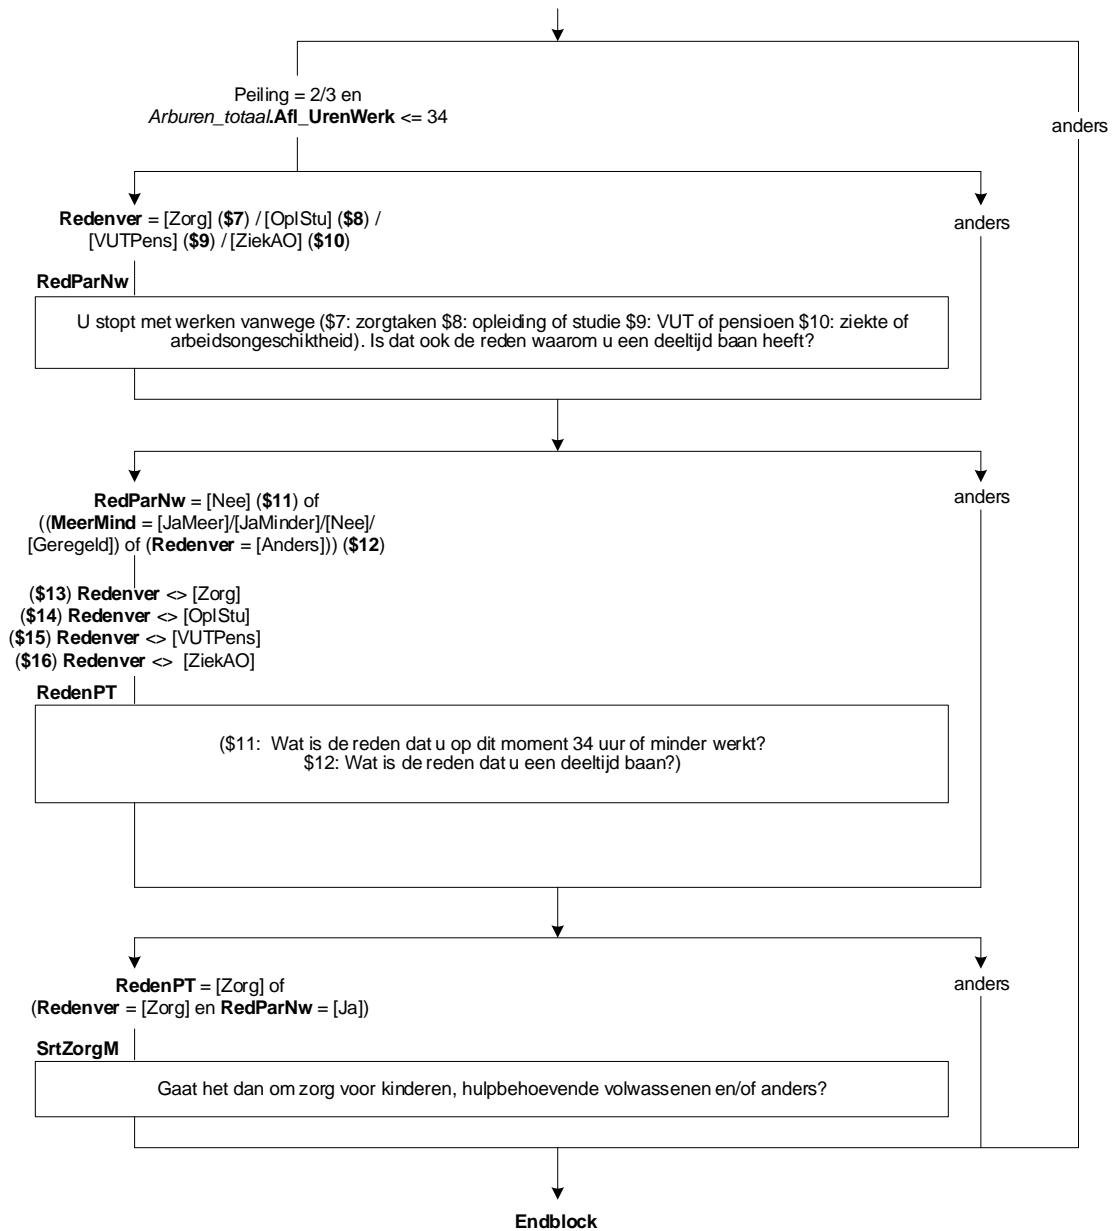 Peiling = 2/3 en
Arburen_totaal.Afl_UrenWerk <= 34
anders
Redenver = [Zorg] ($7) / [OplStu] ($8) /
[VUTPens] ($9) / [ZiekAO] ($10)
anders
RedParNw
U stopt met werken vanwege ($7: zorgtaken $8: opleiding of studie $9: VUT of pensioen $10: ziekte of
arbeidsongeschiktheid). Is dat ook de reden waarom u een deeltijd baan heeft?
RedParNw = [Nee] ($11) of
((MeerMind = [JaMeer]/[JaMinder]/[Nee]/
[Geregeld]) of (Redenver = [Anders])) ($12)
anders
($13) Redenver <> [Zorg]
($14) Redenver <> [OplStu]
($15) Redenver <> [VUTPens]
($16) Redenver <> [ZiekAO]
RedenPT
($11: Wat is de reden dat u op dit moment 34 uur of minder werkt?
$12: Wat is de reden dat u een deeltijd baan?)
RedenPT = [Zorg] of
(Redenver = [Zorg] en RedParNw = [Ja])
anders
SrtZorgM
Gaat het dan om zorg voor kinderen, hulpbehoevende volwassenen en/of anders?
Endblock